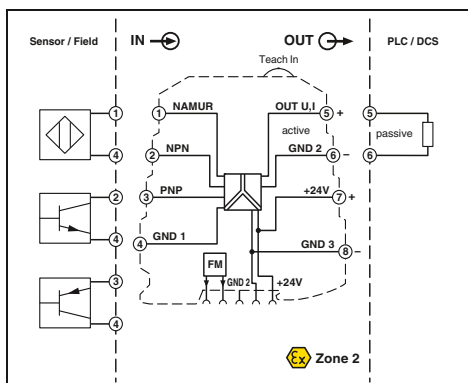 Sensor / Field
IN
OUT
PLC / DCS
Teach In
1
4
2
4
3
4
1
NAMUR
2
NPN
3
PNP
4
GND 1
OUT U,I
5
+
active
GND 2
6
–
+24V
7
+
GND 3
8
–
FM
GND 2
+24V
5
passive
6
Ex
Zone 2